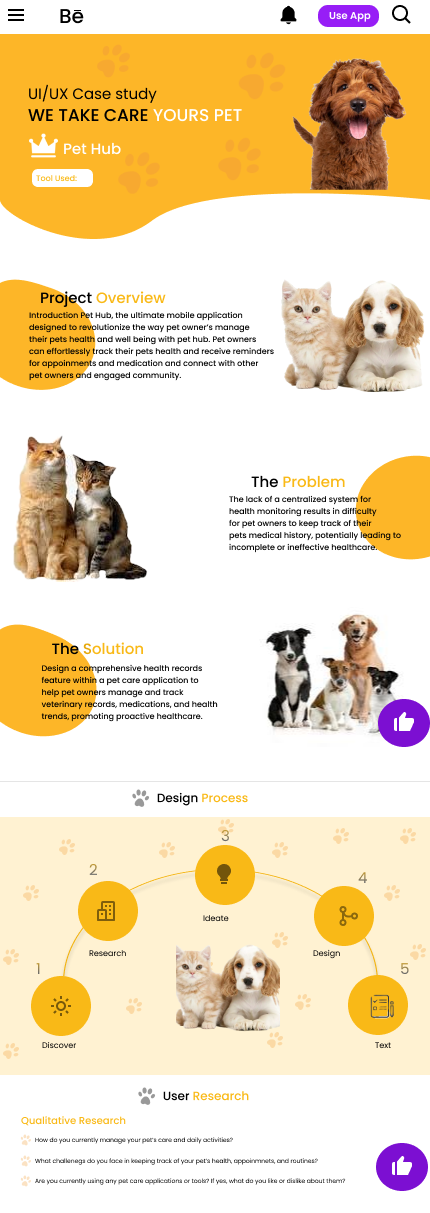 Bē
Use App
UI/UX Case study
WE TAKE CARE YOURS PET
Pet Hub
Tool Used:
Project Overview
Introduction Pet Hub, the ultimate mobile application
designed to revolutionize the way pet owner's manage
their pets health and well being with pet hub. Pet owners
can effortlessly track their pets health and receive reminders
for appoinments and medication and connect with other
pet owners and engaged community.
The Problem
The lack of a centralized system for
health monitoring results in difficulty
for pet owners to keep track of their
pets medical history, potentially leading to
incomplete or ineffective healthcare.
The Solution
Design a comprehensive health records
feature within a pet care application to
help pet owners manage and track
veterinary records, medications, and health
trends, promoting proactive healthcare.
Design Process
3
2
4
Ideate
Research
Design
1
5
Discover
Text
User Research
Qualitative Research
How do you currently manage your pet's care and daily activities?
What challenegs do you face in keeping track of your pet's health, appoinmnets, and routines?
Are you currently using any pet care applications or tools? If yes, what do you like or dislike about them?